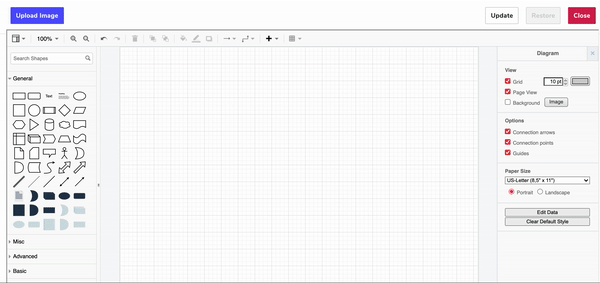 Upload Image
Update
Restore
Close
100%
Search Shapes
General
Text
Misc
Advanced
Basic
Diagram
View
Grid
10 pt
Page View
Background
Image
Options
Connection arrows
Connection points
Guides
Paper Size
US-Letter (8,5" x 11")
Portrait
Landscape
Edit Data
Clear Default Style